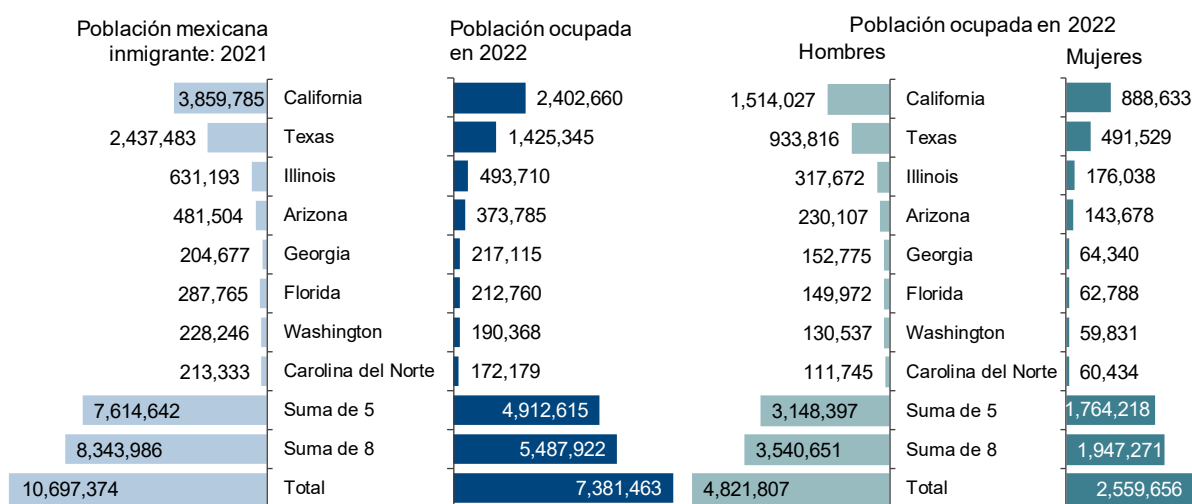 Población mexicana
inmigrante: 2021
Población ocupada
en 2022
Población ocupada en 2022
Hombres
Mujeres
3,859,785 California 2,402,660 1,514,027 California 888,633
2,437,483 Texas 1,425,345 933,816 Texas 491,529
631,193 Illinois 493,710 317,672 Illinois 176,038
481,504 Arizona 373,785 230,107 Arizona 143,678
204,677 Georgia 217,115 152,775 Georgia 64,340
287,765 Florida 212,760 149,972 Florida 62,788
228,246 Washington 190,368 130,537 Washington 59,831
213,333 Carolina del Norte 172,179 111,745 Carolina del Norte 60,434
7,614,642 Suma de 5 4,912,615 3,148,397 Suma de 5 1,764,218
8,343,986 Suma de 8 5,487,922 3,540,651 Suma de 8 1,947,271
10,697,374 Total 7,381,463 4,821,807 Total 2,559,656